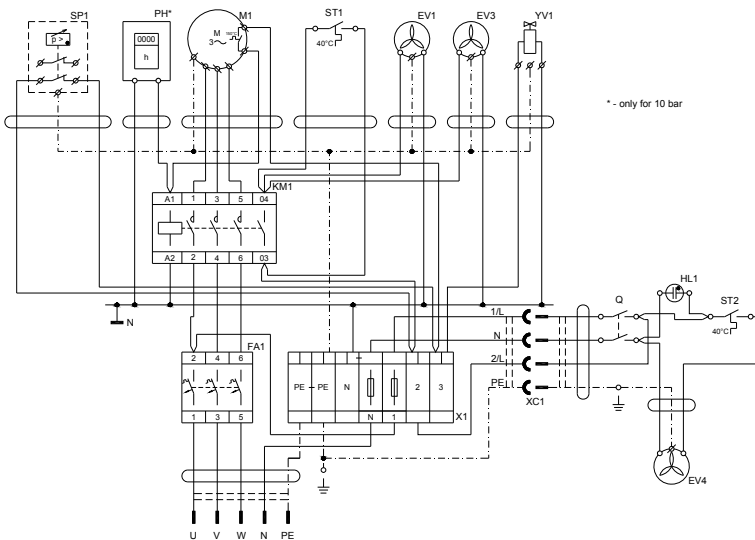 SP1 PH* M1 ST1 EV1 EV3 YV1
p >
0000
h
M
3~
150°C
40°C
* - only for 10 bar
KM1
A1 1 3 5 04
A2 2 4 6 03
N
FA1
2 4 6
1 3 5
PE PE N 2 3
N 1
X1
1/L
N
2/L
PE
XC1
Q
HL1
ST2
40°C
EV4
U V W N PE